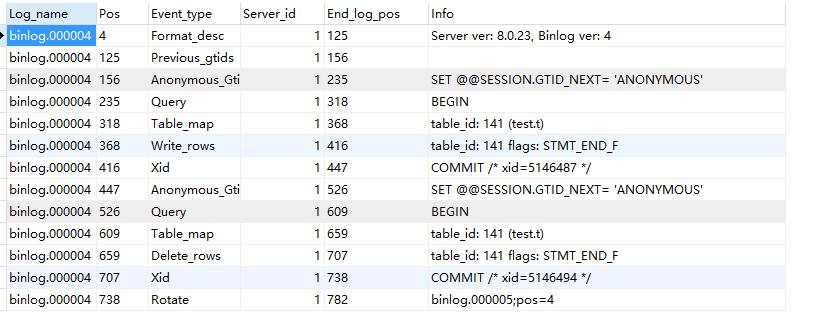 Log_name Pos Event_type Server_id End_log_pos Info
binlog.000004 4 Format_desc 1 125 Server ver: 8.0.23, Binlog ver: 4
binlog.000004 125 Previous_gtids 1 156
binlog.000004 156 Anonymous_Gti 1 235 SET @@SESSION.GTID_NEXT= 'ANONYMOUS'
binlog.000004 235 Query 1 318 BEGIN
binlog.000004 318 Table_map 1 368 table_id: 141 (test.t)
binlog.000004 368 Write_rows 1 416 table_id: 141 flags: STMT_END_F
binlog.000004 416 Xid 1 447 COMMIT /* xid=5146487 */
binlog.000004 447 Anonymous_Gti 1 526 SET @@SESSION.GTID_NEXT= 'ANONYMOUS'
binlog.000004 526 Query 1 609 BEGIN
binlog.000004 609 Table_map 1 659 table_id: 141 (test.t)
binlog.000004 659 Delete_rows 1 707 table_id: 141 flags: STMT_END_F
binlog.000004 707 Xid 1 738 COMMIT /* xid=5146494 */
binlog.000004 738 Rotate 1 782 binlog.000005;pos=4